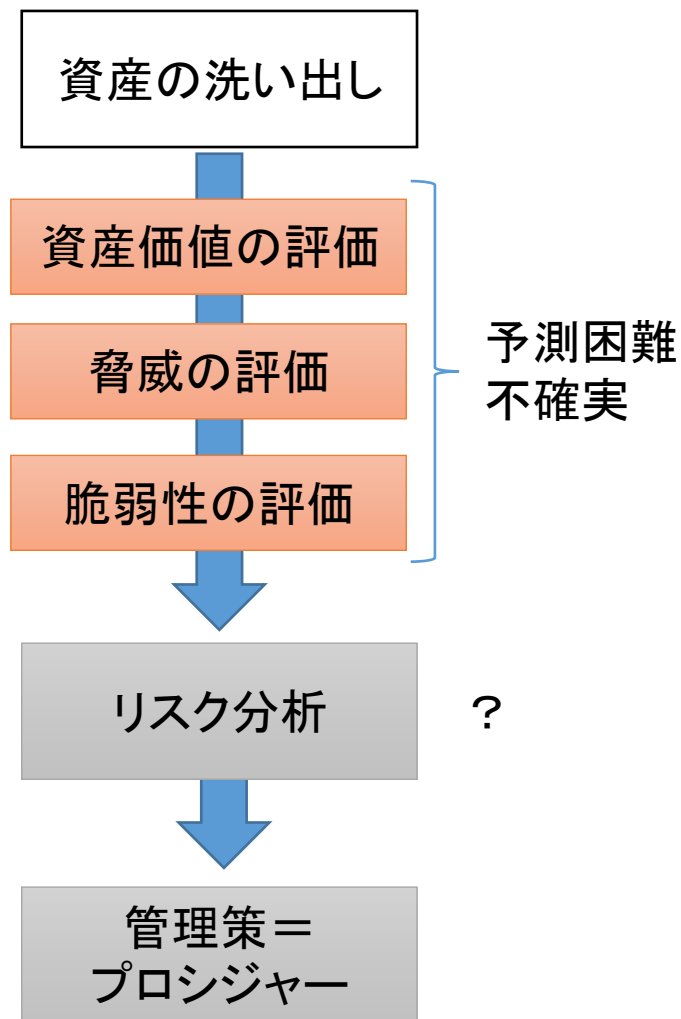 資産の洗い出し
資産価値の評価
脅威の評価
脆弱性の評価
予測困難
不確実
リスク分析
？
管理策＝
プロシジャー